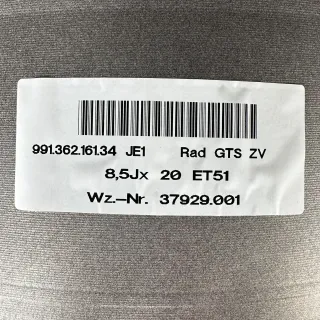 991.362.161.34 JE1 Rad GTS ZV
8,5Jx 20 ET51
Wz.-Nr. 37929.001